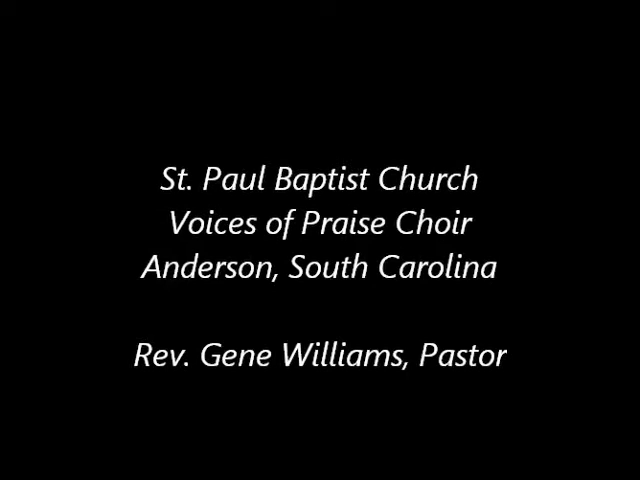 St. Paul Baptist Church
Voices of Praise Choir
Anderson, South Carolina
Rev. Gene Williams, Pastor